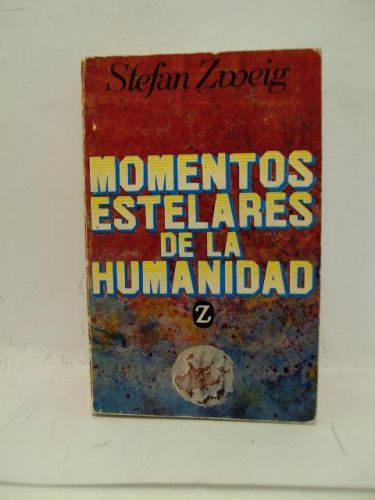 Stefan Zweig
MOMENTOS
ESTELARES
DE LA
HUMANIDAD
Z